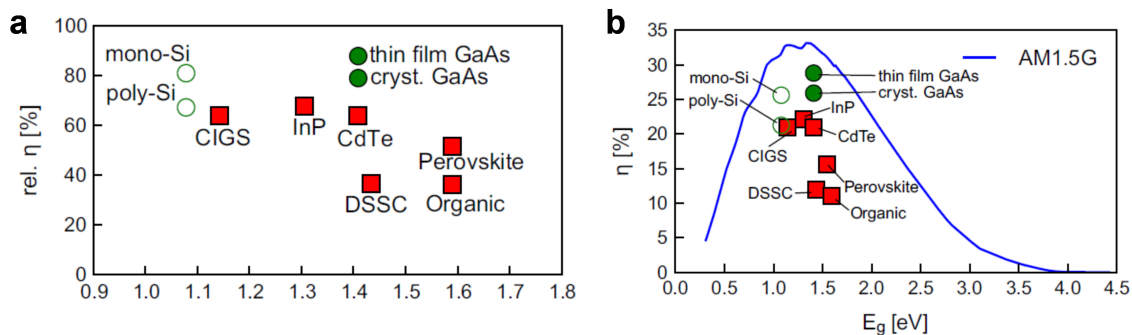 a
rel. η [%]
100
80
60
40
20
0
0.9 1.0 1.1 1.2 1.3 1.4 1.5 1.6 1.7 1.8
mono-Si
poly-Si
CIGS
InP
CdTe
thin film GaAs
cryst. GaAs
DSSC
Perovskite
Organic
b
η [%]
35
30
25
20
15
10
5
0
0.0 0.5 1.0 1.5 2.0 2.5 3.0 3.5 4.0 4.5
Eg [eV]
AM1.5G
mono-Si
poly-Si
thin film GaAs
cryst. GaAs
InP
CIGS
CdTe
Perovskite
DSSC
Organic